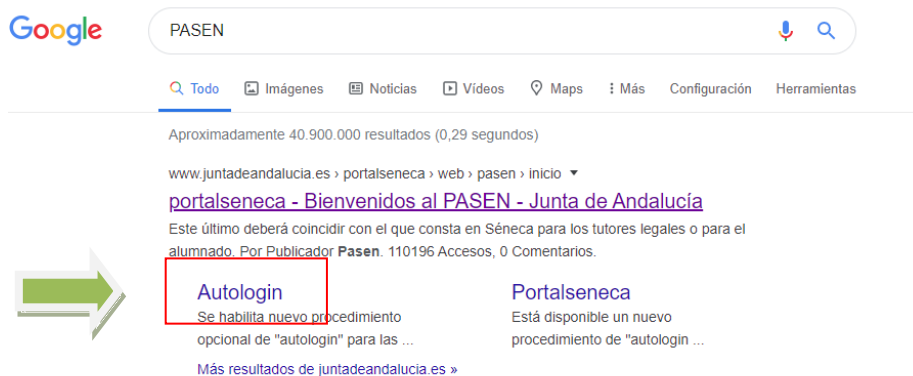 Google
PASEN
Todo Imágenes Noticias Vídeos Maps Más Configuración Herramientas
Aproximadamente 40.900.000 resultados (0,29 segundos)
www.juntadeandalucia.es › portalseneca › web › pasen › inicio
portalseneca - Bienvenidos al PASEN - Junta de Andalucía
Este último deberá coincidir con el que consta en Séneca para los tutores legales o para el
alumnado. Por Publicador Pasen. 110196 Accesos, 0 Comentarios.
Autologin
Se habilita nuevo procedimiento
opcional de "autologin" para las ...
Portalseneca
Está disponible un nuevo
procedimiento de "autologin ...
Más resultados de juntadeandalucia.es »